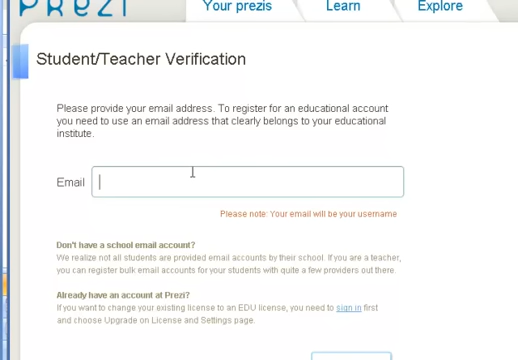 PREZI
Your prezis
Learn
Explore
Student/Teacher Verification
Please provide your email address. To register for an educational account
you need to use an email address that clearly belongs to your educational
institute.
Email
Please note: Your email will be your username
Don't have a school email account?
We realize not all students are provided email accounts by their school. If you are a teacher,
you can register bulk email accounts for your students with quite a few providers out there.
Already have an account at Prezi?
If you want to change your existing license to an EDU license, you need to sign in first
and choose Upgrade on License and Settings page.